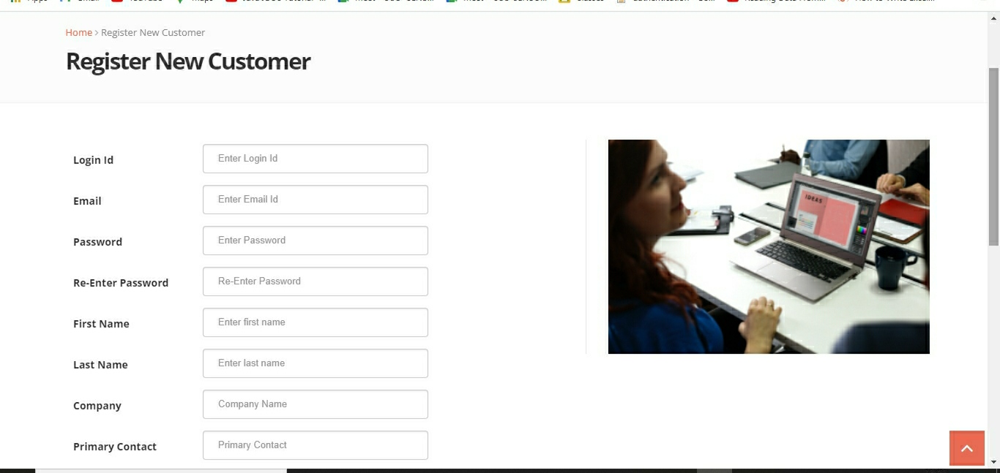 Home > Register New Customer
Register New Customer
Login Id Enter Login Id
Email Enter Email Id
Password Enter Password
Re-Enter Password Re-Enter Password
First Name Enter first name
Last Name Enter last name
Company Company Name
Primary Contact Primary Contact
IDEAS